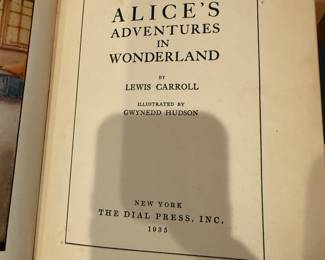 ALICE'S
ADVENTURES
IN
WONDERLAND
BY
LEWIS CARROLL
ILLUSTRATED BY
GWYNEDD HUDSON
NEW YORK
THE DIAL PRESS, INC.
1935